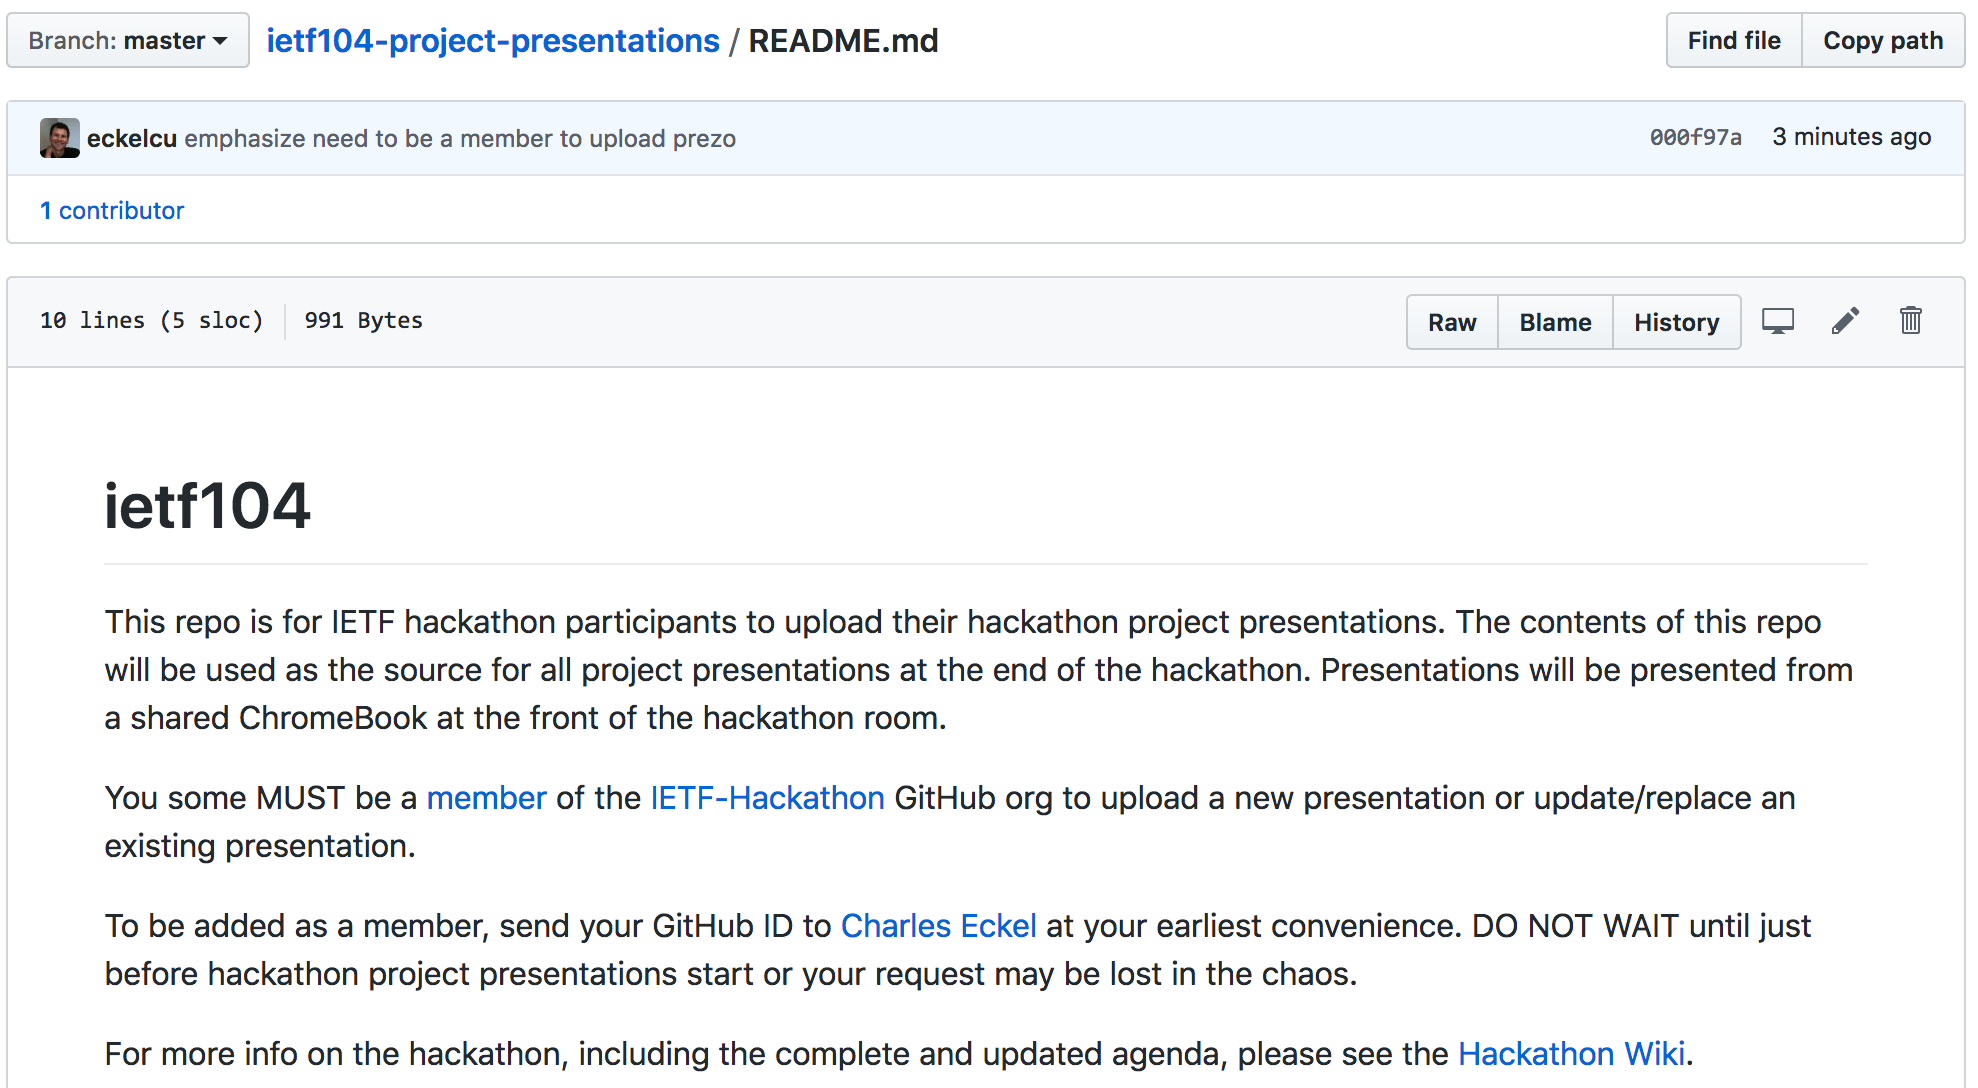 Branch: master ietf104-project-presentations / README.md Find file Copy path
eckelcu emphasize need to be a member to upload prezo 000f97a 3 minutes ago
1 contributor
10 lines (5 sloc) 991 Bytes Raw Blame History
ietf104
This repo is for IETF hackathon participants to upload their hackathon project presentations. The contents of this repo
will be used as the source for all project presentations at the end of the hackathon. Presentations will be presented from
a shared ChromeBook at the front of the hackathon room.
You some MUST be a member of the IETF-Hackathon GitHub org to upload a new presentation or update/replace an
existing presentation.
To be added as a member, send your GitHub ID to Charles Eckel at your earliest convenience. DO NOT WAIT until just
before hackathon project presentations start or your request may be lost in the chaos.
For more info on the hackathon, including the complete and updated agenda, please see the Hackathon Wiki.